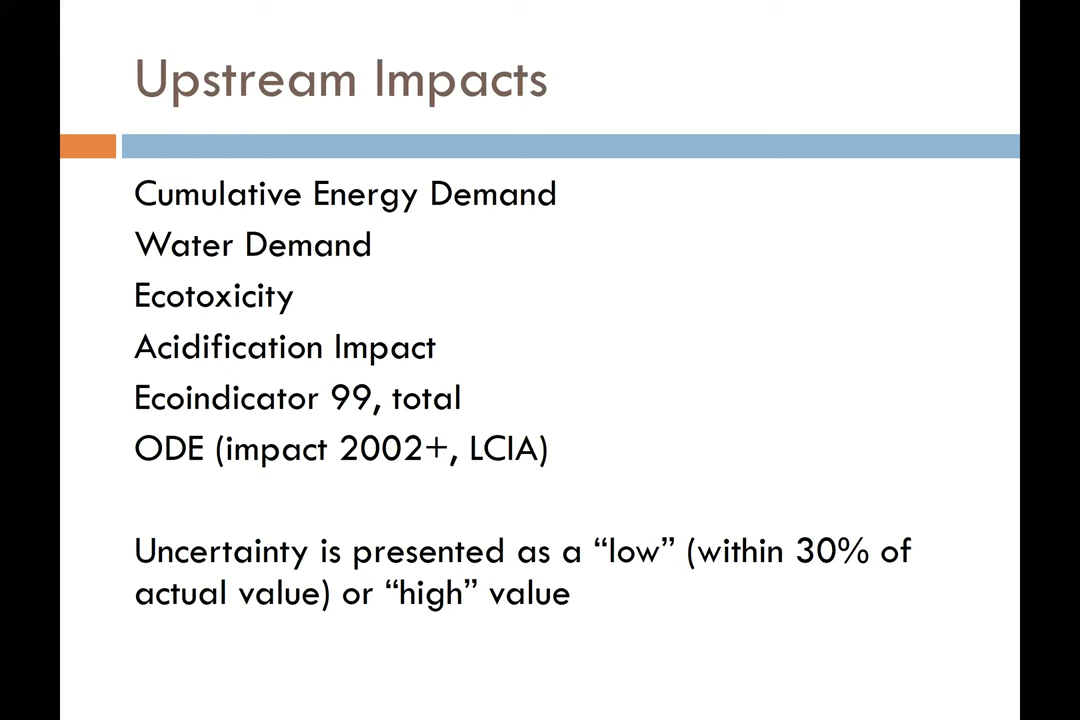 Upstream Impacts
Cumulative Energy Demand
Water Demand
Ecotoxicity
Acidification Impact
Ecoindicator 99, total
ODE (impact 2002+, LCIA)
Uncertainty is presented as a “low” (within 30% of
actual value) or “high” value